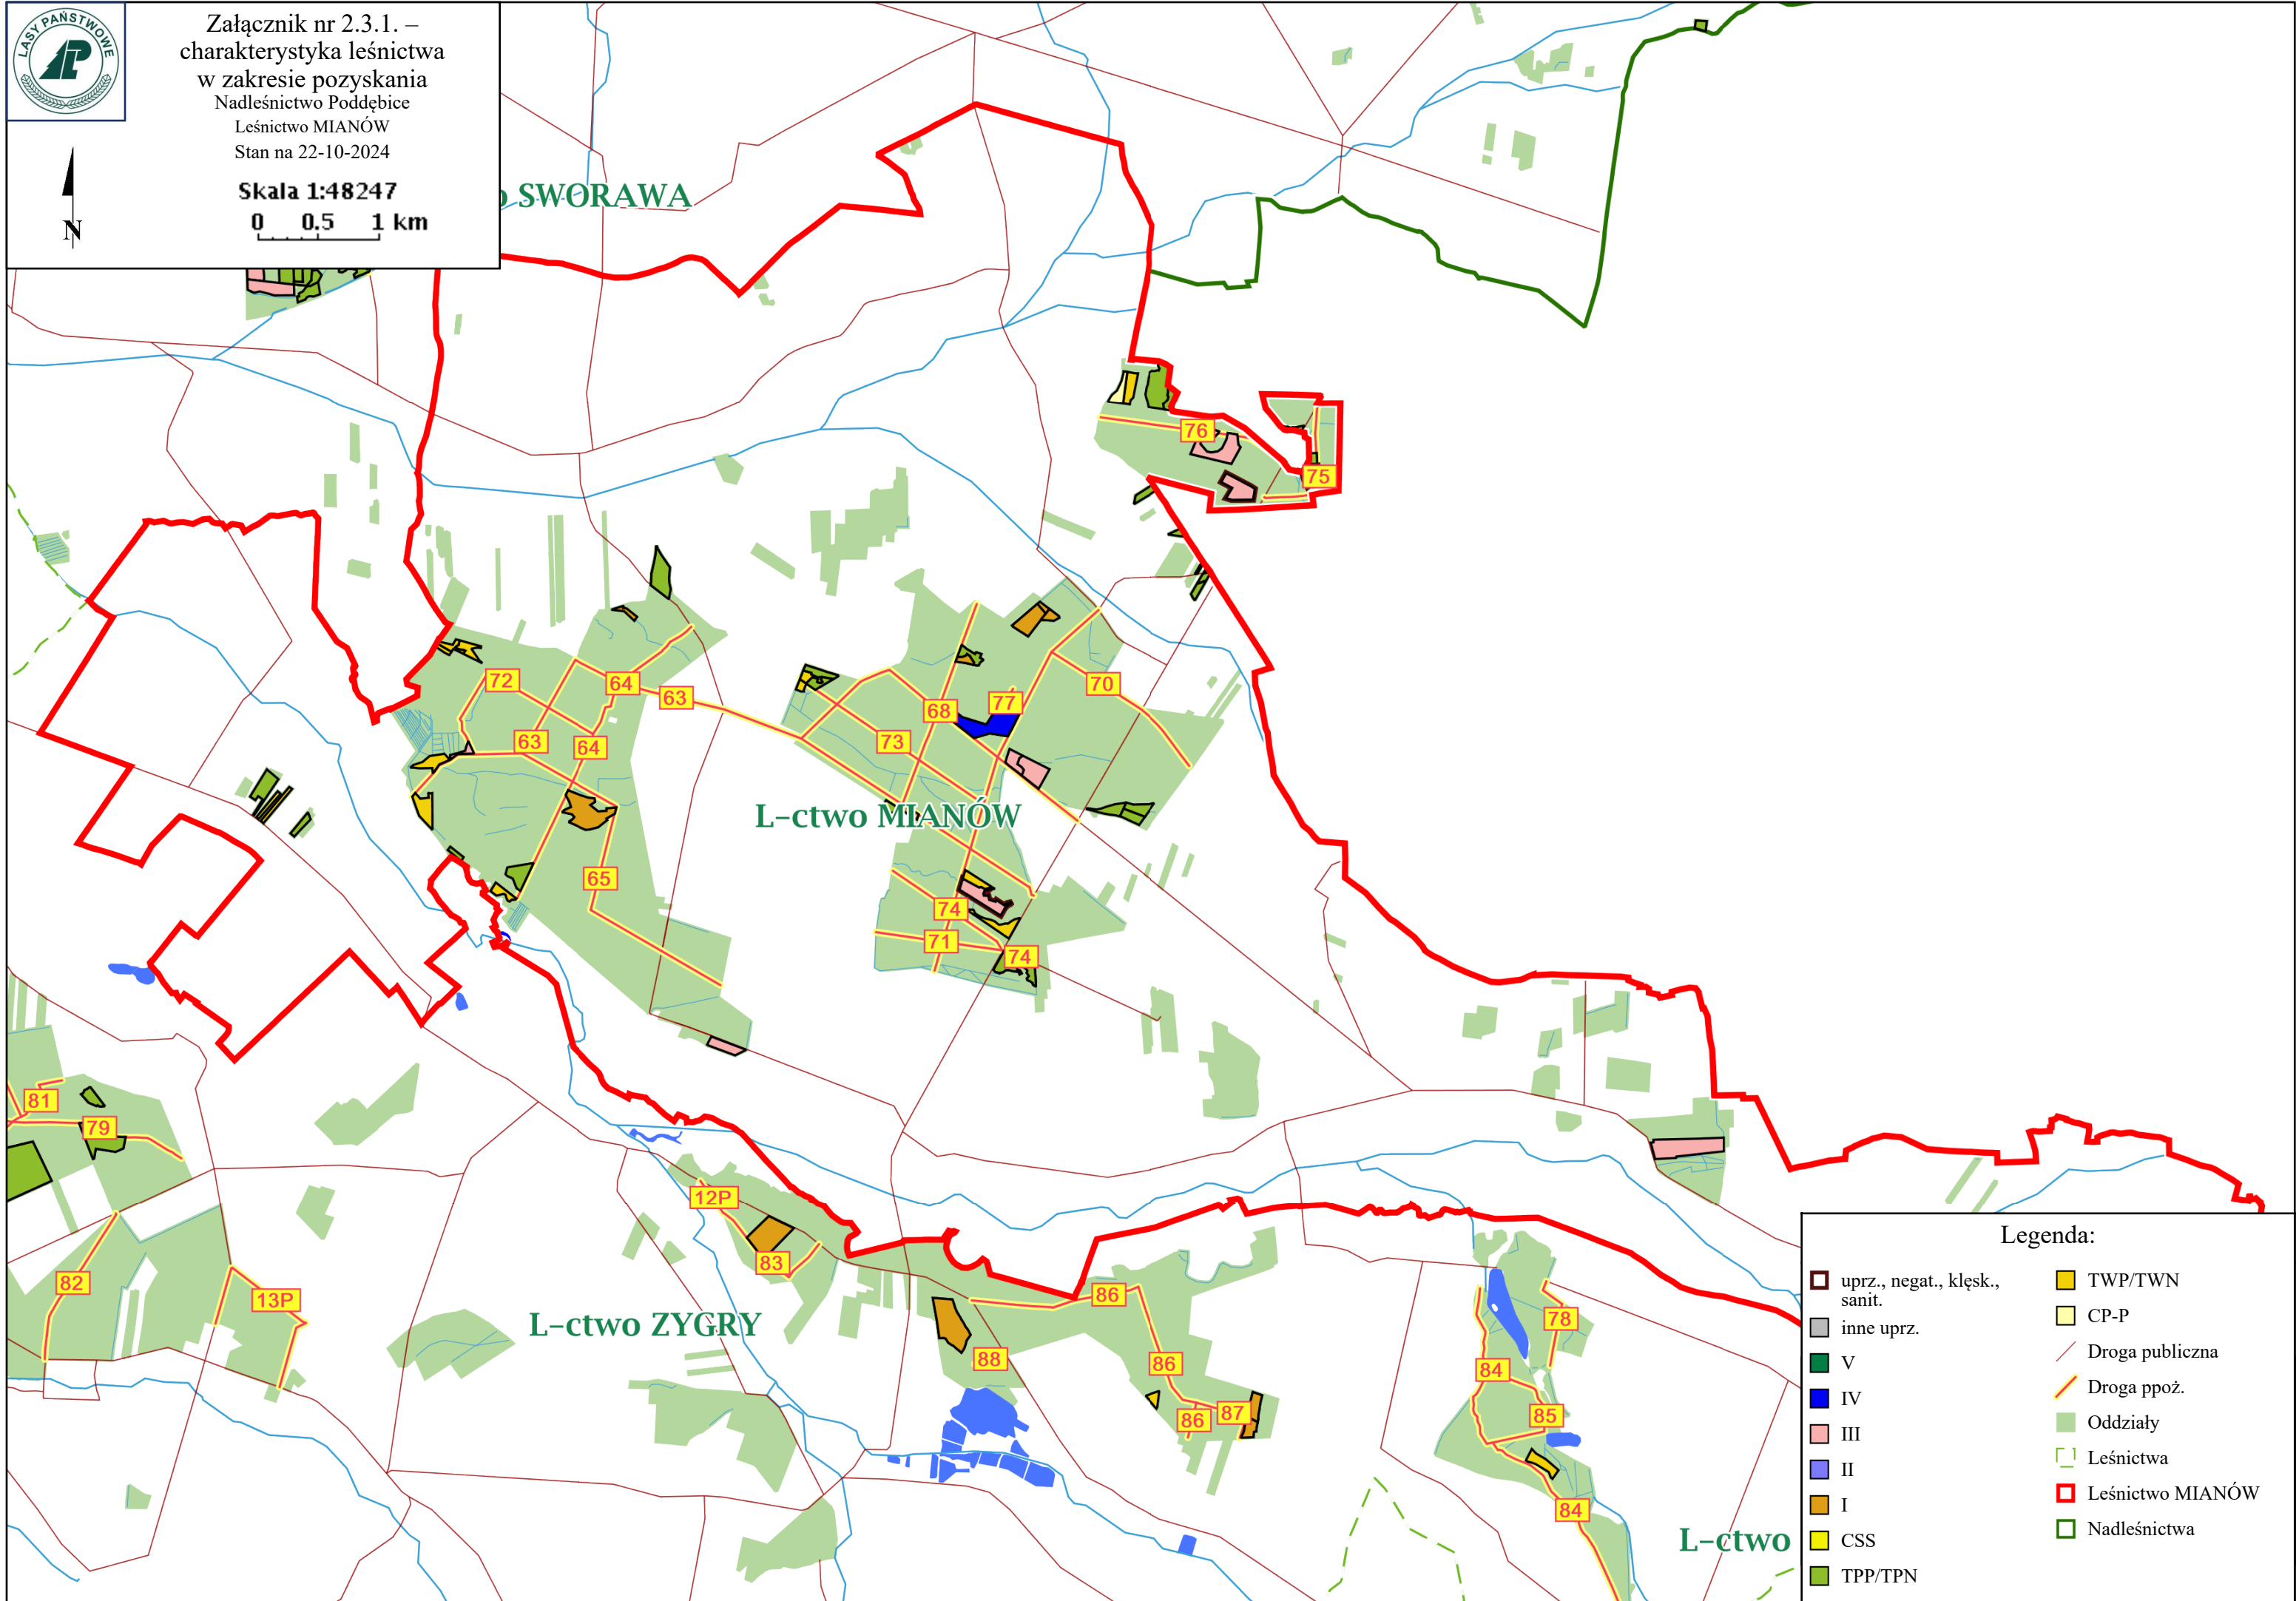 LASY PAŃSTWOWE
Załącznik nr 2.3.1. –
charakterystyka leśnictwa
w zakresie pozyskania
Nadleśnictwo Poddębice
Leśnictwo MIANÓW
Stan na 22-10-2024
Skala 1:48247
0 0.5 1 km
N
o SWORAWA
76
75
72
64
63
70
68
77
63
64
73
L-ctwo MIANÓW
65
74
71
74
81
79
12P
83
82
13P
L-ctwo ZYGRY
86
78
88
86
84
86
87
85
84
L-ctwo
Legenda:
uprz., negat., klęsk.,
sanit.
inne uprz.
V
IV
III
II
I
CSS
TPP/TPN
TWP/TWN
CP-P
Droga publiczna
Droga ppoż.
Oddziały
Leśnictwa
Leśnictwo MIANÓW
Nadleśnictwa